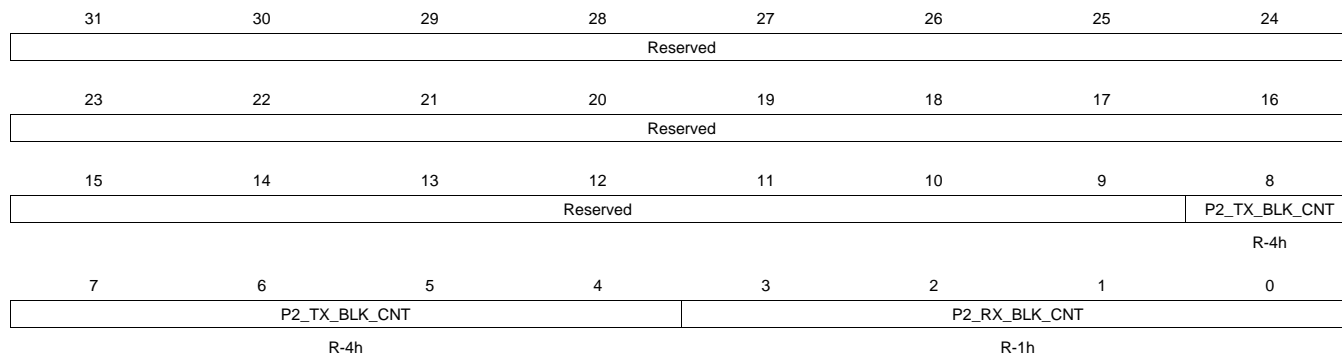 31 30 29 28 27 26 25 24
Reserved
23 22 21 20 19 18 17 16
Reserved
15 14 13 12 11 10 9 8
Reserved P2_TX_BLK_CNT
R-4h
7 6 5 4 3 2 1 0
P2_TX_BLK_CNT P2_RX_BLK_CNT
R-4h R-1h